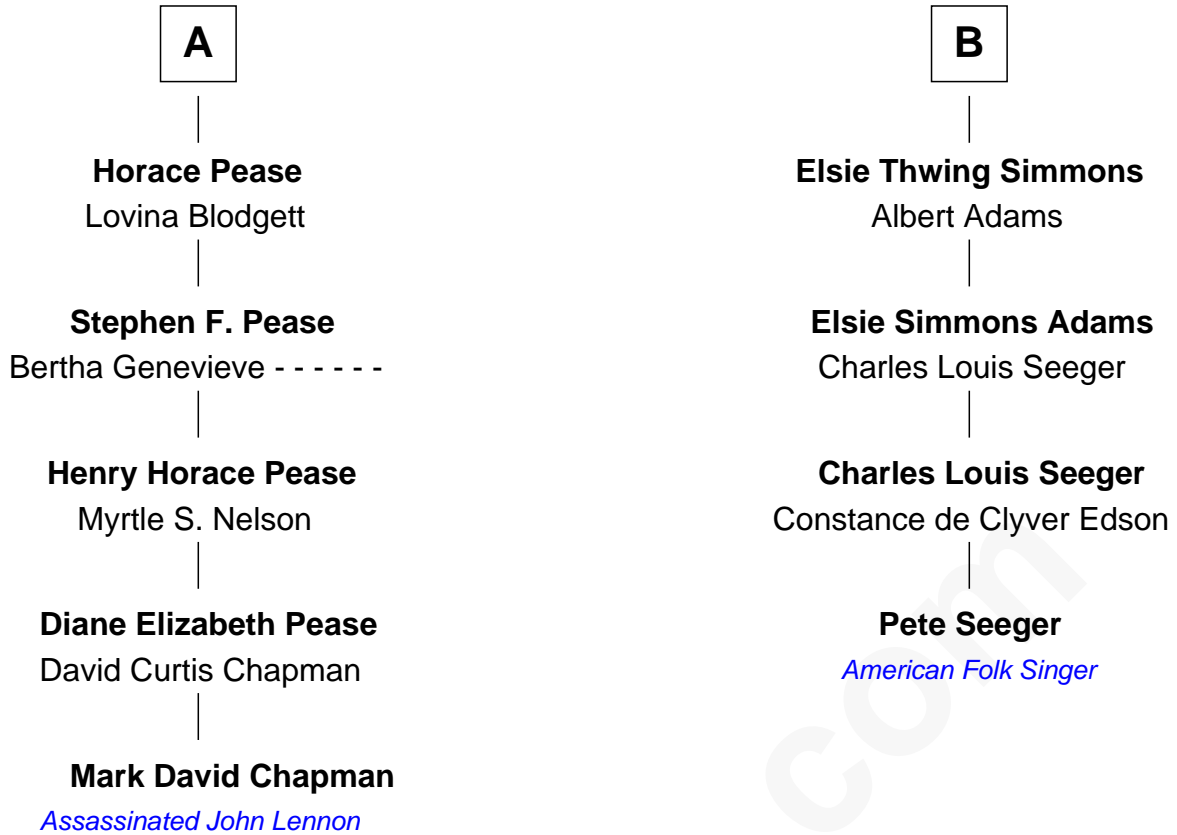 A
Horace Pease
Lovina Blodgett
Stephen F. Pease
Bertha Genevieve - - - - - -
Henry Horace Pease
Myrtle S. Nelson
Diane Elizabeth Pease
David Curtis Chapman
Mark David Chapman
Assassinated John Lennon
B
Elsie Thwing Simmons
Albert Adams
Elsie Simmons Adams
Charles Louis Seeger
Charles Louis Seeger
Constance de Clyver Edson
Pete Seeger
American Folk Singer
com